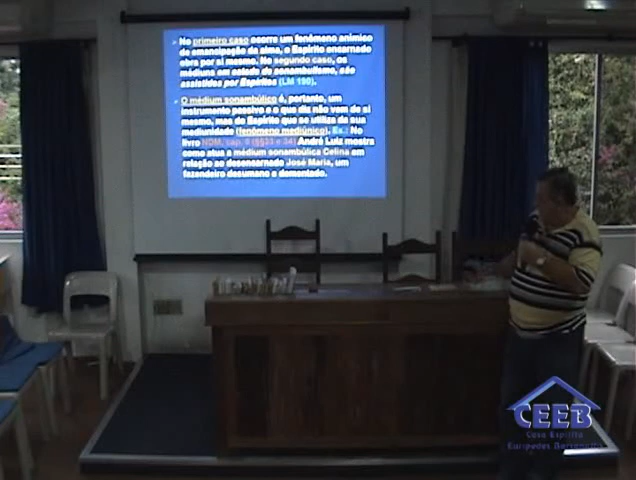 No primeiro caso ocorre um fenômeno anímico
de emancipação da alma, o Espírito encarnado
obra por si mesmo. No segundo caso, os
médiuns em estado de sonambulismo, são
assistidos por Espíritos (LM 190).
O médium sonambúlico é, portanto, um
instrumento passivo e o que diz não vem de si
mesmo, mas do Espírito que se utiliza da sua
mediunidade (fenômeno mediúnico). Ex.: No
livro NDM, cap. 8 (§§23 e 24) André Luiz mostra
como atua a médium sonambúlica Celina em
relação ao desencarnado José Maria, um
fazendeiro desumano e dementado.
CEEB
Casa Espírita
Eurípedes Barsanulfo